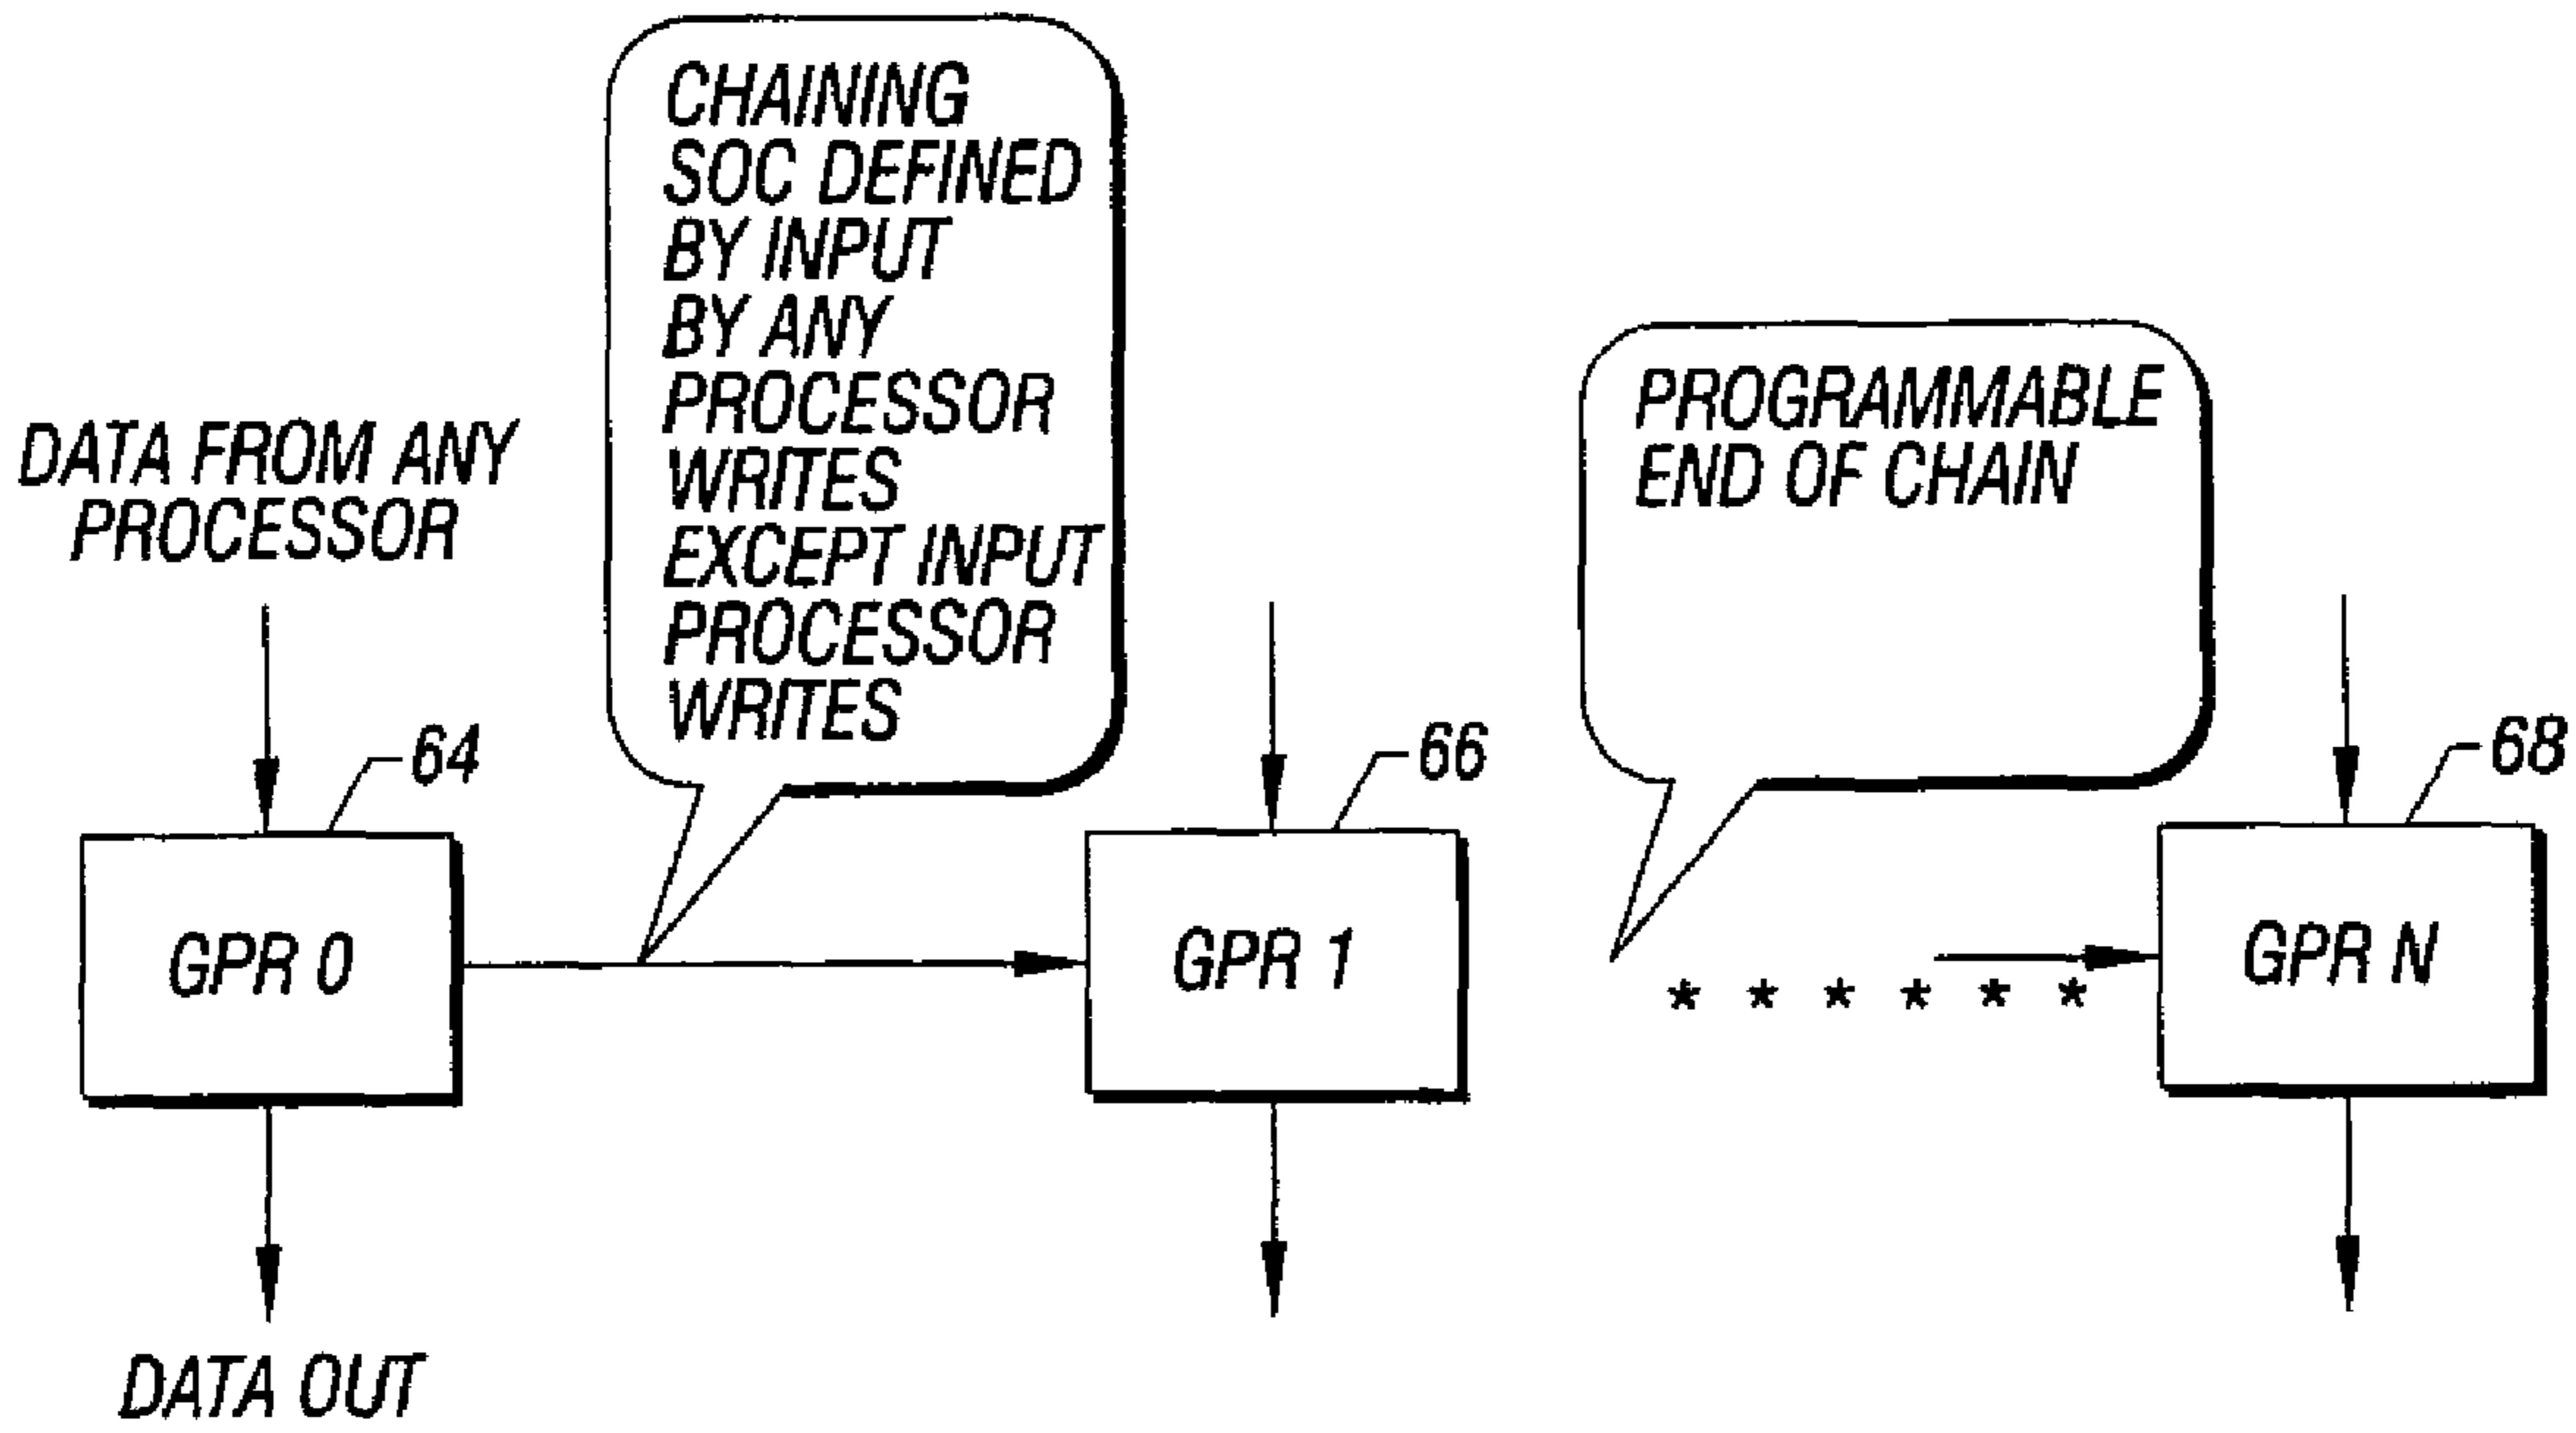 CHAINING
SOC DEFINED
BY INPUT
BY ANY
PROCESSOR
WRITES
EXCEPT INPUT
PROCESSOR
WRITES
PROGRAMMABLE
END OF CHAIN
DATA FROM ANY
PROCESSOR
64
66
68
GPR 0
GPR 1
* * * * * *
GPR N
DATA OUT